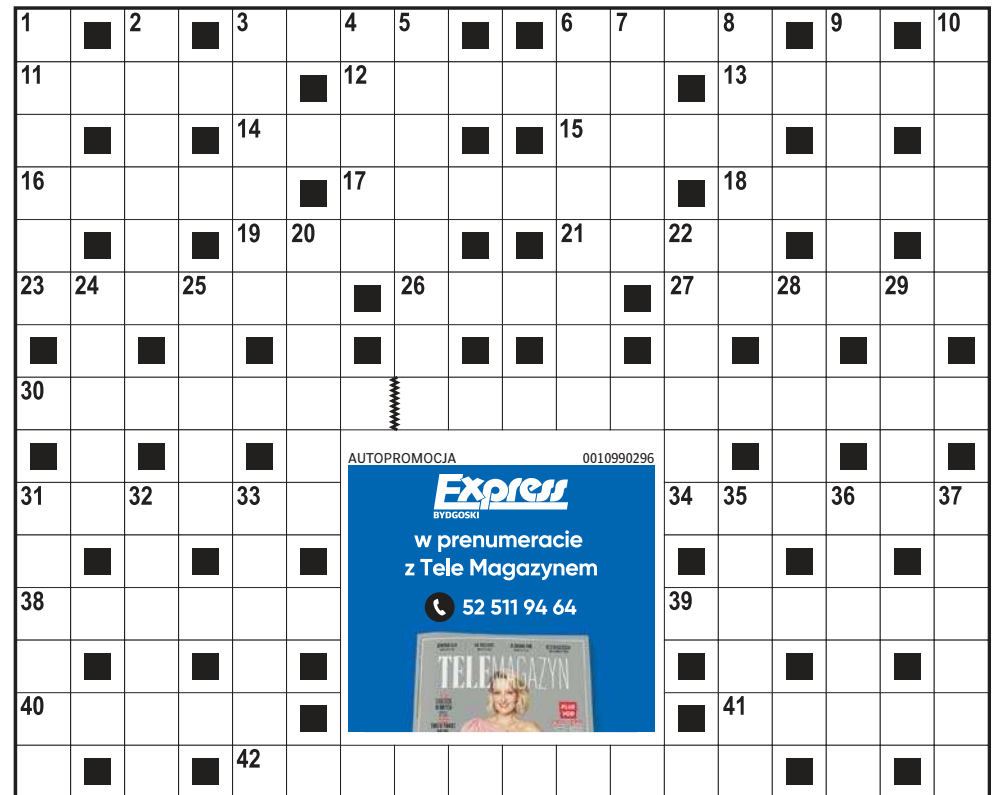 1 2 3 4 5 6 7 8 9 10
11 12 13
14 15
16 17 18
19 20 21 22
23 24 25 26 27 28 29
30
AUTOPROMOCJA 0010990296
Express
BYDGOSKI
31 32 33 34 35 36 37
w prenumeracie
z Tele Magazynem
38 52 511 94 64 39
TELEMAGAZYN
40 41
42